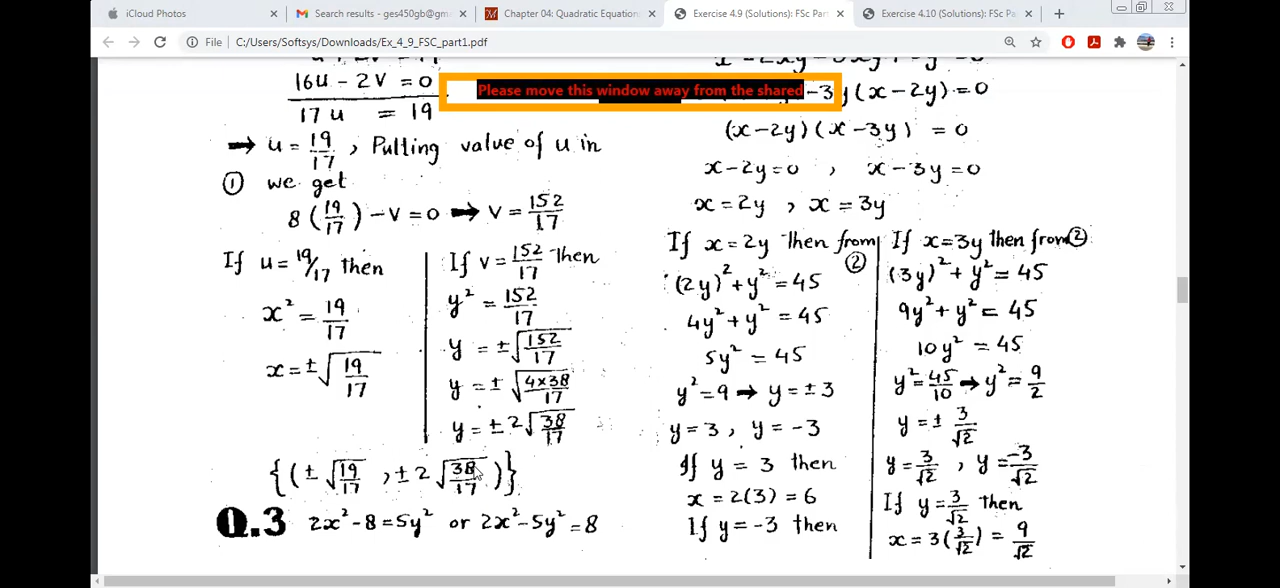 iCloud Photos
Search results - ges450gb@gm
Chapter 04: Quadratic Equation
Exercise 4.9 (Solutions): FSc Par
Exercise 4.10 (Solutions): FSc Pa
File C:/Users/Softsys/Downloads/Ex_4_9_FSC_part1.pdf
Please move this window away from the shared
16u - 2v = 0
17u = 19
→ u = 19/17 , Putting value of u in
① we get
8(19/17) - v = 0 → v = 152/17
If u = 19/17 then
x² = 19/17
x = ±√(19/17)
If v = 152/17 then
y² = 152/17
y = ±√(152/17)
y = ±√(4×38/17)
y = ±2√(38/17)
{(±√(19/17) , ±2√(38/17))}
Q.3 2x²-8=5y² or 2x²-5y²=8
-3y(x-2y)=0
(x-2y)(x-3y) = 0
x-2y=0 , x-3y=0
x=2y , x=3y
If x=2y then from ②
(2y)²+y²=45
4y²+y²=45
5y²=45
y²=9 → y=±3
y=3 , y=-3
If y=3 then
x=2(3)=6
If y=-3 then
If x=3y then from ②
(3y)²+y²=45
9y²+y²=45
10y²=45
y²=45/10 → y²=9/2
y=±3/√2
y=3/√2 , y=-3/√2
If y=3/√2 then
x=3(3/√2)=9/√2